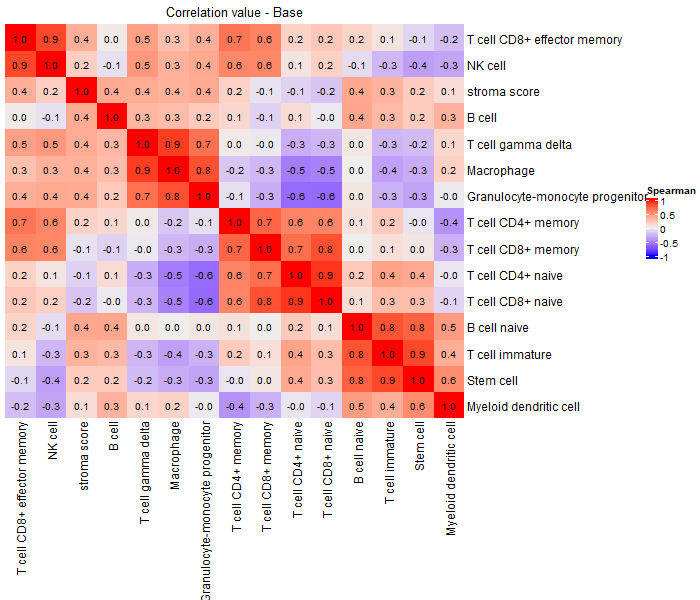 Correlation value - Base
1.0 0.9 0.4 0.0 0.5 0.3 0.4 0.7 0.6 0.2 0.2 0.2 0.1 -0.1 -0.2 T cell CD8+ effector memory
0.9 1.0 0.2 -0.1 0.5 0.3 0.4 0.6 0.6 0.1 0.2 -0.1 -0.3 -0.4 -0.3 NK cell
0.4 0.2 1.0 0.4 0.4 0.4 0.4 0.2 -0.1 -0.1 -0.2 0.4 0.3 0.2 0.1 stroma score
0.0 -0.1 0.4 1.0 0.3 0.3 0.2 0.1 -0.1 0.1 -0.0 0.4 0.3 0.2 0.3 B cell
0.5 0.5 0.4 0.3 1.0 0.9 0.7 0.0 -0.0 -0.3 -0.3 0.0 -0.3 -0.2 0.1 T cell gamma delta
0.3 0.3 0.4 0.3 0.9 1.0 0.8 -0.2 -0.3 -0.5 -0.5 0.0 -0.4 -0.3 0.2 Macrophage
0.4 0.4 0.4 0.2 0.7 0.8 1.0 -0.1 -0.3 -0.6 -0.6 0.0 -0.3 -0.3 -0.0 Granulocyte-monocyte progenitor
0.7 0.6 0.2 0.1 0.0 -0.2 -0.1 1.0 0.7 0.6 0.6 0.1 0.2 -0.0 -0.4 T cell CD4+ memory
0.6 0.6 -0.1 -0.1 -0.0 -0.3 -0.3 0.7 1.0 0.7 0.8 0.0 0.1 0.0 -0.3 T cell CD8+ memory
0.2 0.1 -0.1 0.1 -0.3 -0.5 -0.6 0.6 0.7 1.0 0.9 0.2 0.4 0.4 -0.0 T cell CD4+ naive
0.2 0.2 -0.2 -0.0 -0.3 -0.5 -0.6 0.6 0.8 0.9 1.0 0.1 0.3 0.3 -0.1 T cell CD8+ naive
0.2 -0.1 0.4 0.4 0.0 0.0 0.0 0.1 0.0 0.2 0.1 1.0 0.8 0.8 0.5 B cell naive
0.1 -0.3 0.3 0.3 -0.3 -0.4 -0.3 0.2 0.1 0.4 0.3 0.8 1.0 0.9 0.4 T cell immature
-0.1 -0.4 0.2 0.2 -0.2 -0.3 -0.3 -0.0 0.0 0.4 0.3 0.8 0.9 1.0 0.6 Stem cell
-0.2 -0.3 0.1 0.3 0.1 0.2 -0.0 -0.4 -0.3 -0.0 -0.1 0.5 0.4 0.6 1.0 Myeloid dendritic cell
T cell CD8+ effector memory
NK cell
stroma score
B cell
T cell gamma delta
Macrophage
Granulocyte-monocyte progenitor
T cell CD4+ memory
T cell CD8+ memory
T cell CD4+ naive
T cell CD8+ naive
B cell naive
T cell immature
Stem cell
Myeloid dendritic cell
Spearman
1
0.5
0
-0.5
-1